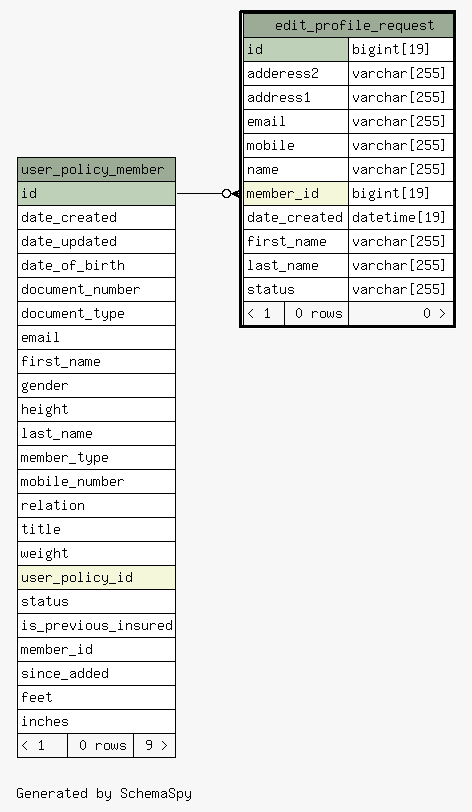 edit_profile_request
id bigint[19]
adderess2 varchar[255]
address1 varchar[255]
email varchar[255]
mobile varchar[255]
name varchar[255]
member_id bigint[19]
date_created datetime[19]
first_name varchar[255]
last_name varchar[255]
status varchar[255]
< 1 0 rows 0 >
user_policy_member
id
date_created
date_updated
date_of_birth
document_number
document_type
email
first_name
gender
height
last_name
member_type
mobile_number
relation
title
weight
user_policy_id
status
is_previous_insured
member_id
since_added
feet
inches
< 1 0 rows 9 >
Generated by SchemaSpy